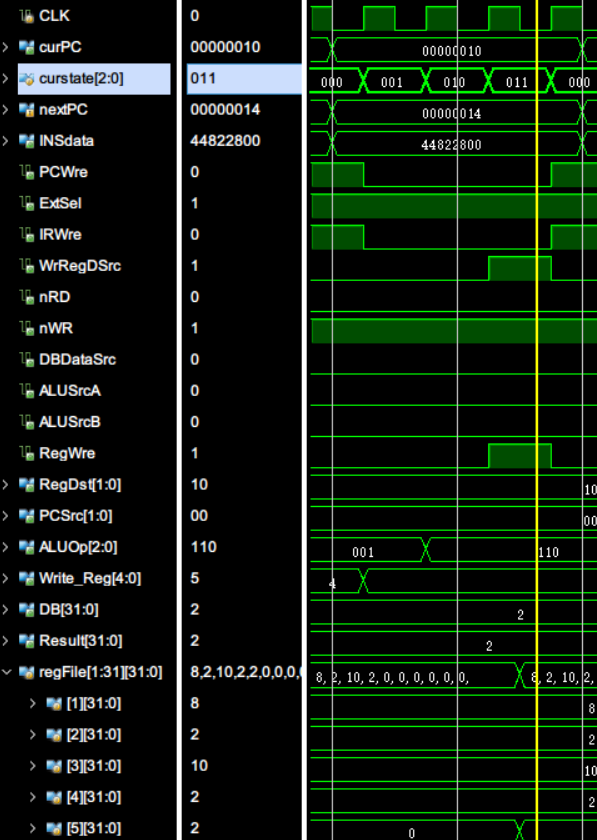 CLK 0
curPC 00000010 00000010
curstate[2:0] 011 000 001 010 011 000
nextPC 00000014 00000014
INSdata 44822800 44822800
PCWre 0
ExtSel 1
IRWre 0
WrRegDSrc 1
nRD 0
nWR 1
DBDataSrc 0
ALUSrcA 0
ALUSrcB 0
RegWre 1
RegDst[1:0] 10 10
PCSrc[1:0] 00 00
ALUOp[2:0] 110 001 110
Write_Reg[4:0] 5 4
DB[31:0] 2 2
Result[31:0] 2 2
regFile[1:31][31:0] 8,2,10,2,2,0,0,0,0 8, 2, 10, 2, 0, 0, 0, 0, 0, 0, 8, 2, 10, 2,
[1][31:0] 8 8
[2][31:0] 2 2
[3][31:0] 10 10
[4][31:0] 2 2
[5][31:0] 2 0